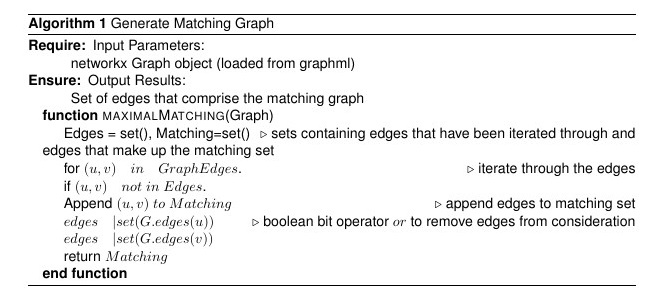 Algorithm 1 Generate Matching Graph
Require: Input Parameters:
networkx Graph object (loaded from graphml)
Ensure: Output Results:
Set of edges that comprise the matching graph
function MAXIMALMATCHING(Graph)
Edges = set(), Matching=set() ▷ sets containing edges that have been iterated through and
edges that make up the matching set
for (u, v) in GraphEdges. ▷ iterate through the edges
if (u, v) not in Edges.
Append (u, v) to Matching ▷ append edges to matching set
edges |set(G.edges(u)) ▷ boolean bit operator or to remove edges from consideration
edges |set(G.edges(v))
return Matching
end function